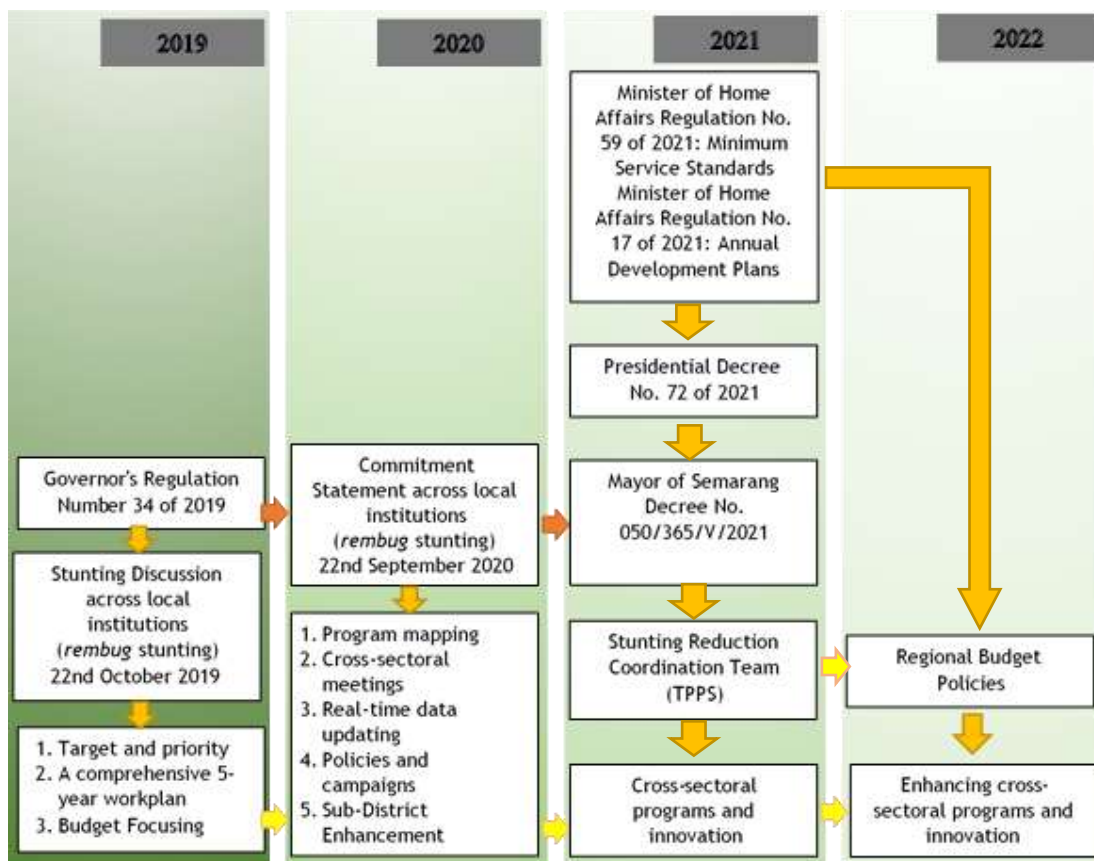 2019
Governor's Regulation
Number 34 of 2019
Stunting Discussion
across local
institutions
(rembug stunting)
22nd October 2019
1. Target and priority
2. A comprehensive 5-
year workplan
3. Budget Focusing
2020
Commitment
Statement across local
institutions
(rembug stunting)
22nd September 2020
1. Program mapping
2. Cross-sectoral
meetings
3. Real-time data
updating
4. Policies and
campaigns
5. Sub-District
Enhancement
2021
Minister of Home
Affairs Regulation No.
59 of 2021: Minimum
Service Standards
Minister of Home
Affairs Regulation No.
17 of 2021: Annual
Development Plans
Presidential Decree
No. 72 of 2021
Mayor of Semarang
Decree No.
050/365/V/2021
Stunting Reduction
Coordination Team
(TPPS)
Cross-sectoral
programs and
innovation
2022
Regional Budget
Policies
Enhancing cross-
sectoral programs and
innovation